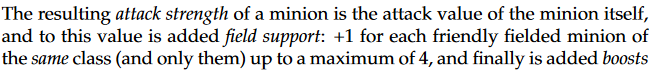 The resulting attack strength of a minion is the attack value of the minion itself,
and to this value is added field support: +1 for each friendly fielded minion of
the same class (and only them) up to a maximum of 4, and finally is added boosts